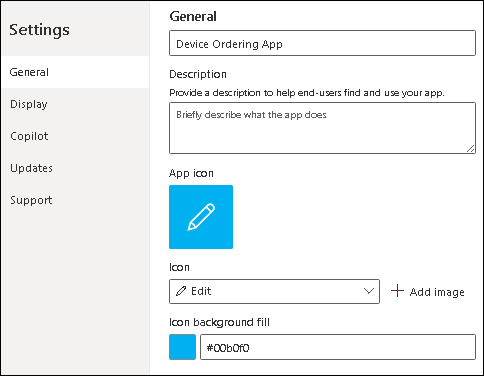 Settings
General
Display
Copilot
Updates
Support
General
Device Ordering App
Description
Provide a description to help end-users find and use your app.
Briefly describe what the app does
App icon
Icon
Edit
Add image
Icon background fill
#00b0f0